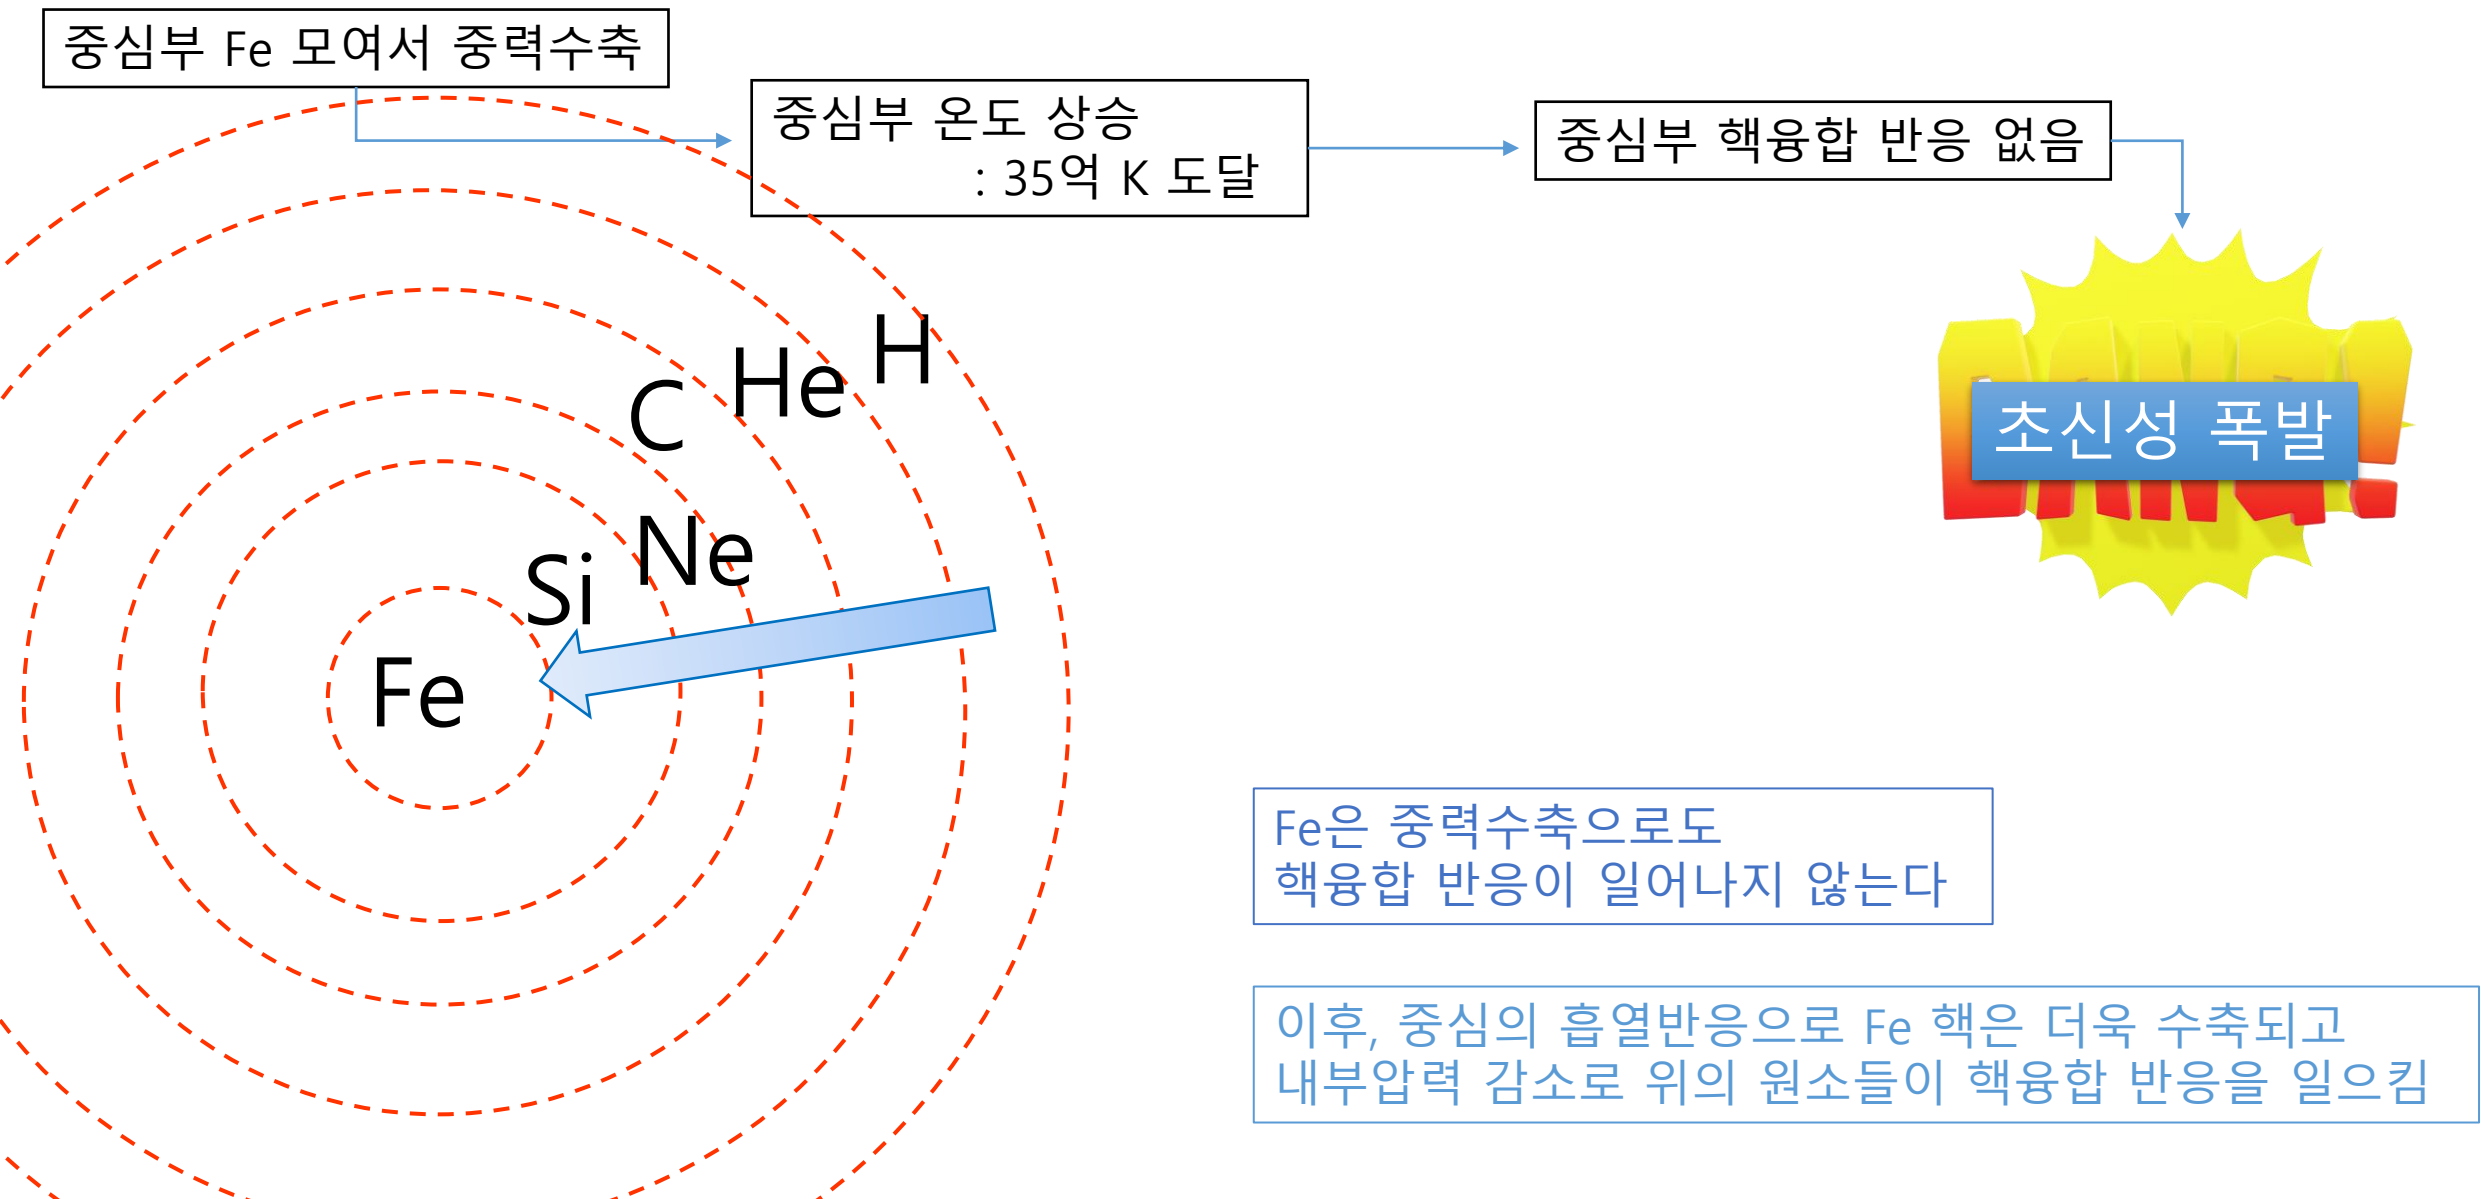 중심부 Fe 모여서 중력수축
중심부 온도 상승
: 35억 K 도달
중심부 핵융합 반응 없음
초신성 폭발
H
He
C
Ne
Si
Fe
Fe은 중력수축으로도
핵융합 반응이 일어나지 않는다
이후, 중심의 흡열반응으로 Fe 핵은 더욱 수축되고
내부압력 감소로 위의 원소들이 핵융합 반응을 일으킴